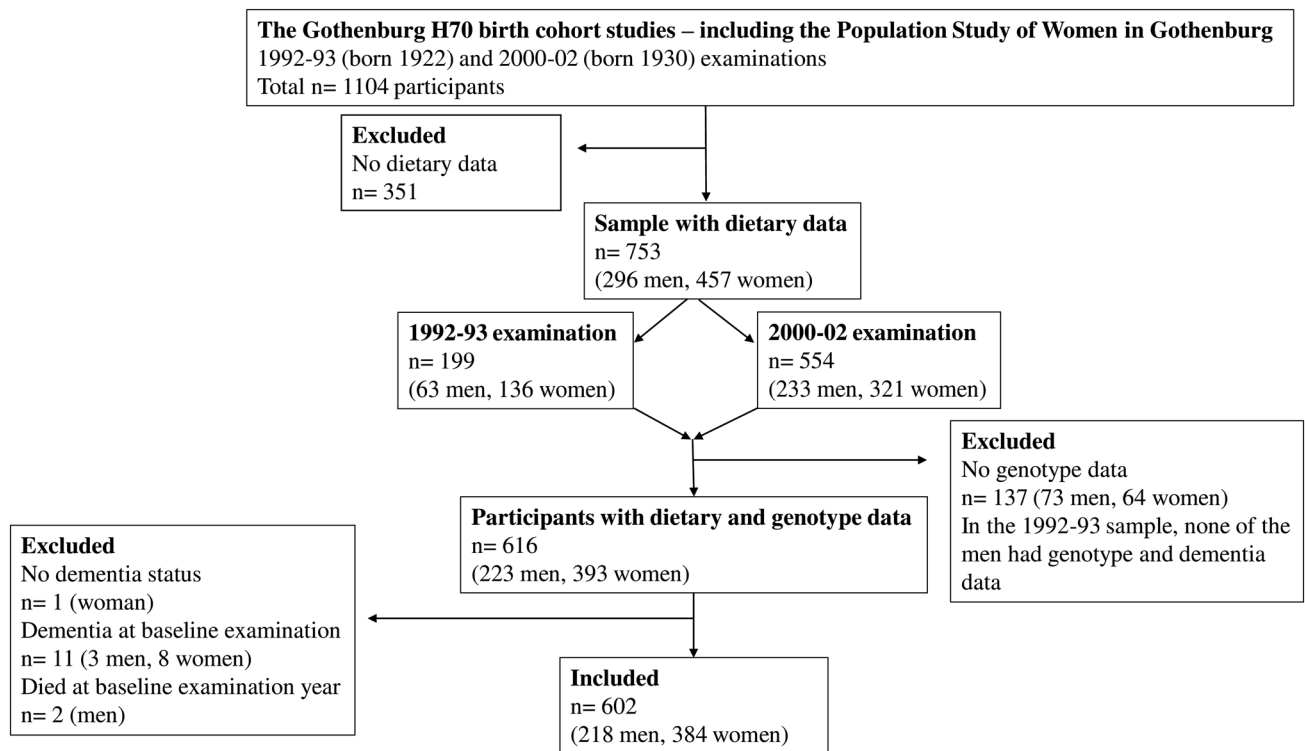 The Gothenburg H70 birth cohort studies – including the Population Study of Women in Gothenburg
1992-93 (born 1922) and 2000-02 (born 1930) examinations
Total n= 1104 participants
Excluded
No dietary data
n= 351
Sample with dietary data
n= 753
(296 men, 457 women)
1992-93 examination
n= 199
(63 men, 136 women)
2000-02 examination
n= 554
(233 men, 321 women)
Excluded
No genotype data
n= 137 (73 men, 64 women)
In the 1992-93 sample, none of the
men had genotype and dementia
data
Participants with dietary and genotype data
n= 616
(223 men, 393 women)
Excluded
No dementia status
n= 1 (woman)
Dementia at baseline examination
n= 11 (3 men, 8 women)
Died at baseline examination year
n= 2 (men)
Included
n= 602
(218 men, 384 women)